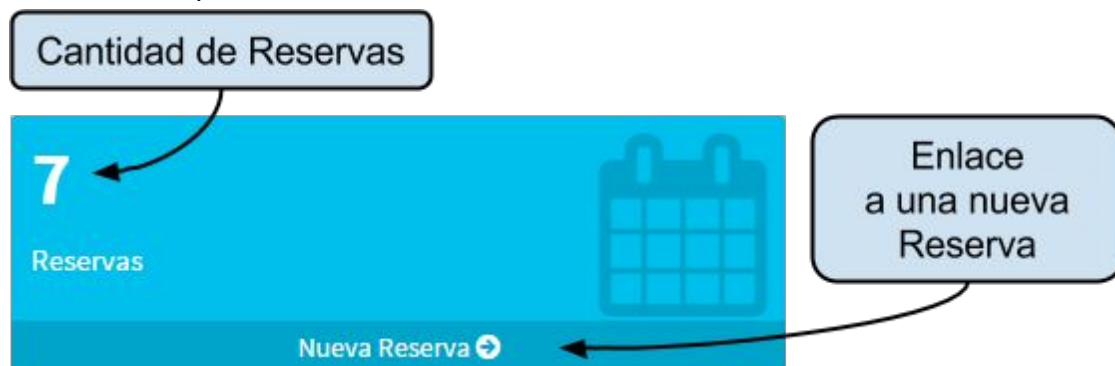 Cantidad de Reservas
7
Reservas
Enlace
a una nueva
Reserva
Nueva Reserva